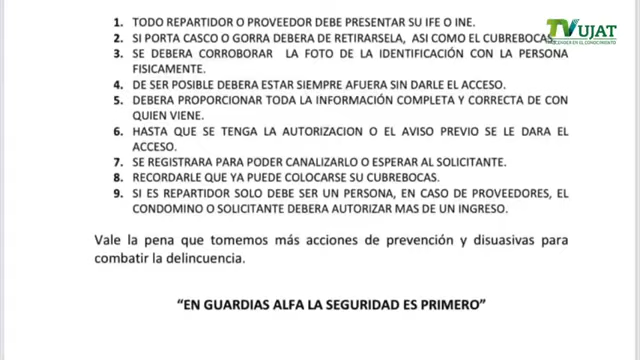 TVUJAT
1. TODO REPARTIDOR O PROVEEDOR DEBE PRESENTAR SU IFE O INE.
2. SI PORTA CASCO O GORRA DEBERA DE RETIRARSELA, ASI COMO EL CUBREBOCAS.
3. SE DEBERA CORROBORAR LA FOTO DE LA IDENTIFICACIÓN CON LA PERSONA
FISICAMENTE.
4. DE SER POSIBLE DEBERA ESTAR SIEMPRE AFUERA SIN DARLE EL ACCESO.
5. DEBERA PROPORCIONAR TODA LA INFORMACIÓN COMPLETA Y CORRECTA DE CON
QUIEN VIENE.
6. HASTA QUE SE TENGA LA AUTORIZACION O EL AVISO PREVIO SE LE DARA EL
ACCESO.
7. SE REGISTRARA PARA PODER CANALIZARLO O ESPERAR AL SOLICITANTE.
8. RECORDARLE QUE YA PUEDE COLOCARSE SU CUBREBOCAS.
9. SI ES REPARTIDOR SOLO DEBE SER UN PERSONA, EN CASO DE PROVEEDORES, EL
CONDOMINO O SOLICITANTE DEBERA AUTORIZAR MAS DE UN INGRESO.
Vale la pena que tomemos más acciones de prevención y disuasivas para
combatir la delincuencia.
“EN GUARDIAS ALFA LA SEGURIDAD ES PRIMERO”